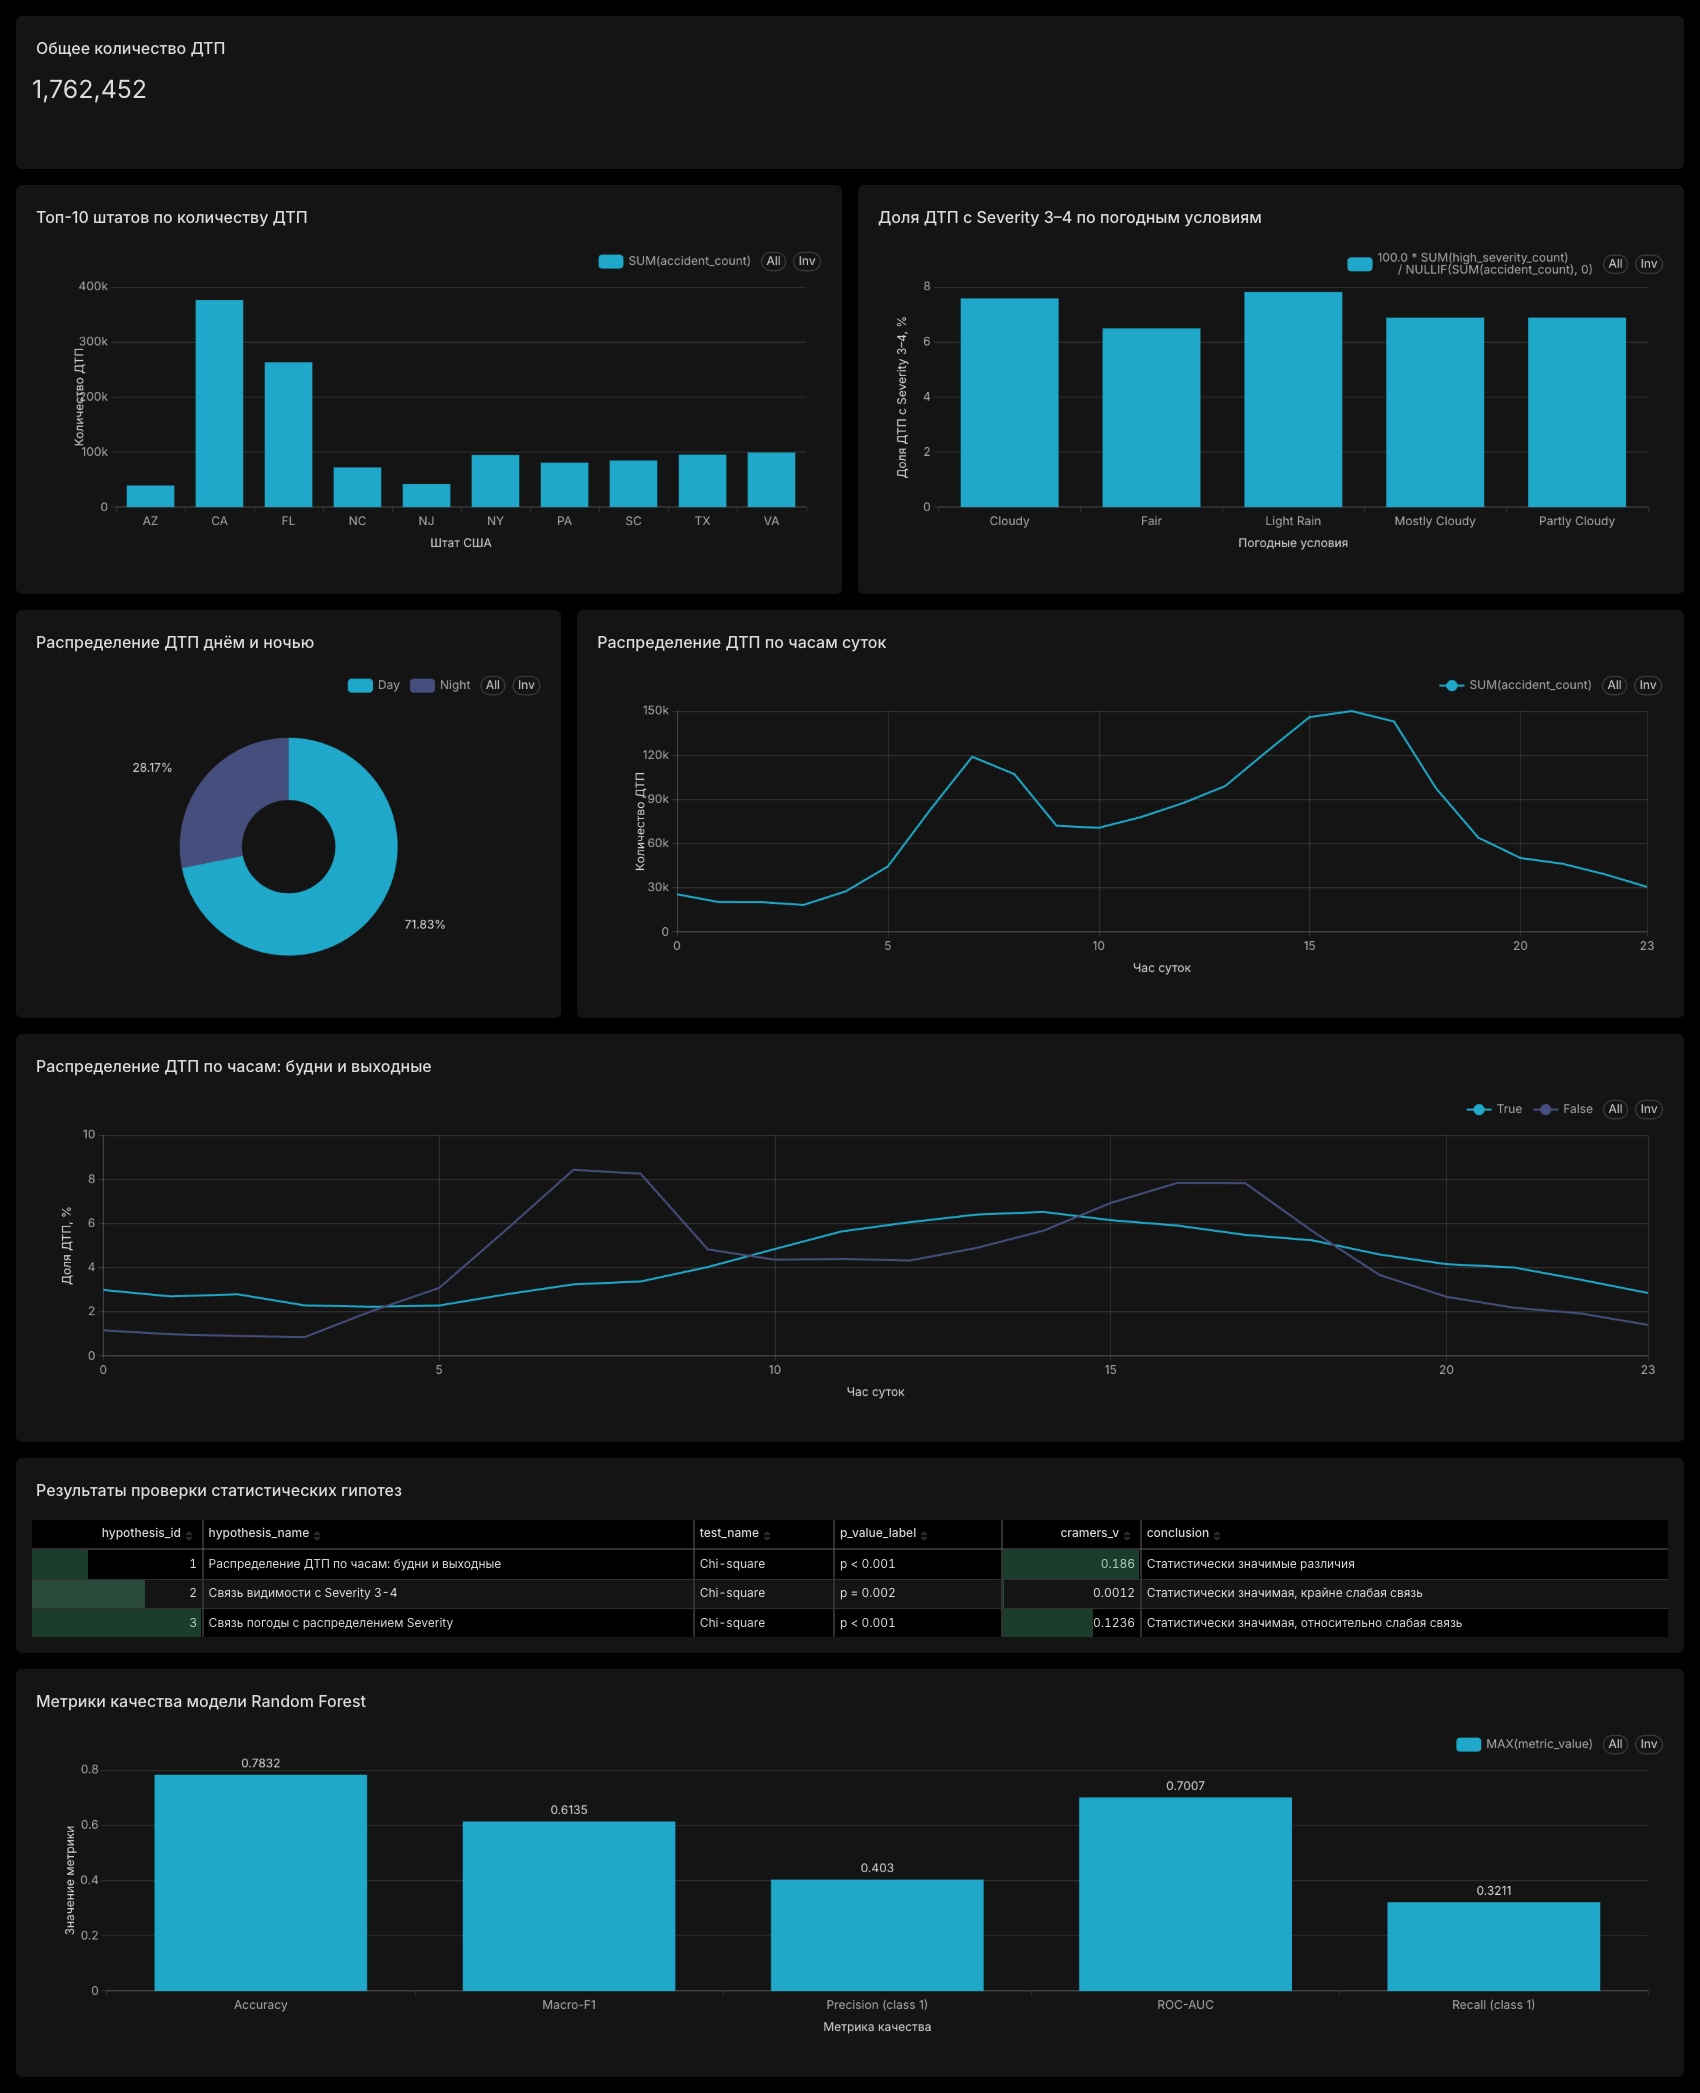 Общее количество ДТП
1,762,452
Топ-10 штатов по количеству ДТП
SUM(accident_count) All Inv
400k
300k
200k
100k
0
Количество ДТП
AZ CA FL NC NJ NY PA SC TX VA
Штат США
Доля ДТП с Severity 3–4 по погодным условиям
100.0 * SUM(high_severity_count)
/ NULLIF(SUM(accident_count), 0) All Inv
8
6
4
2
0
Доля ДТП с Severity 3–4, %
Cloudy Fair Light Rain Mostly Cloudy Partly Cloudy
Погодные условия
Распределение ДТП днём и ночью
Day Night All Inv
28.17%
71.83%
Распределение ДТП по часам суток
SUM(accident_count) All Inv
150k
120k
90k
60k
30k
0
Количество ДТП
0 5 10 15 20 23
Час суток
Распределение ДТП по часам: будни и выходные
True False All Inv
10
8
6
4
2
0
Доля ДТП, %
0 5 10 15 20 23
Час суток
Результаты проверки статистических гипотез
hypothesis_id hypothesis_name test_name p_value_label cramers_v conclusion
1 Распределение ДТП по часам: будни и выходные Chi-square p < 0.001 0.186 Статистически значимые различия
2 Связь видимости с Severity 3-4 Chi-square p = 0.002 0.0012 Статистически значимая, крайне слабая связь
3 Связь погоды с распределением Severity Chi-square p < 0.001 0.1236 Статистически значимая, относительно слабая связь
Метрики качества модели Random Forest
MAX(metric_value) All Inv
0.8
0.6
0.4
0.2
0
Значение метрики
0.7832
0.6135
0.403
0.7007
0.3211
Accuracy Macro-F1 Precision (class 1) ROC-AUC Recall (class 1)
Метрика качества